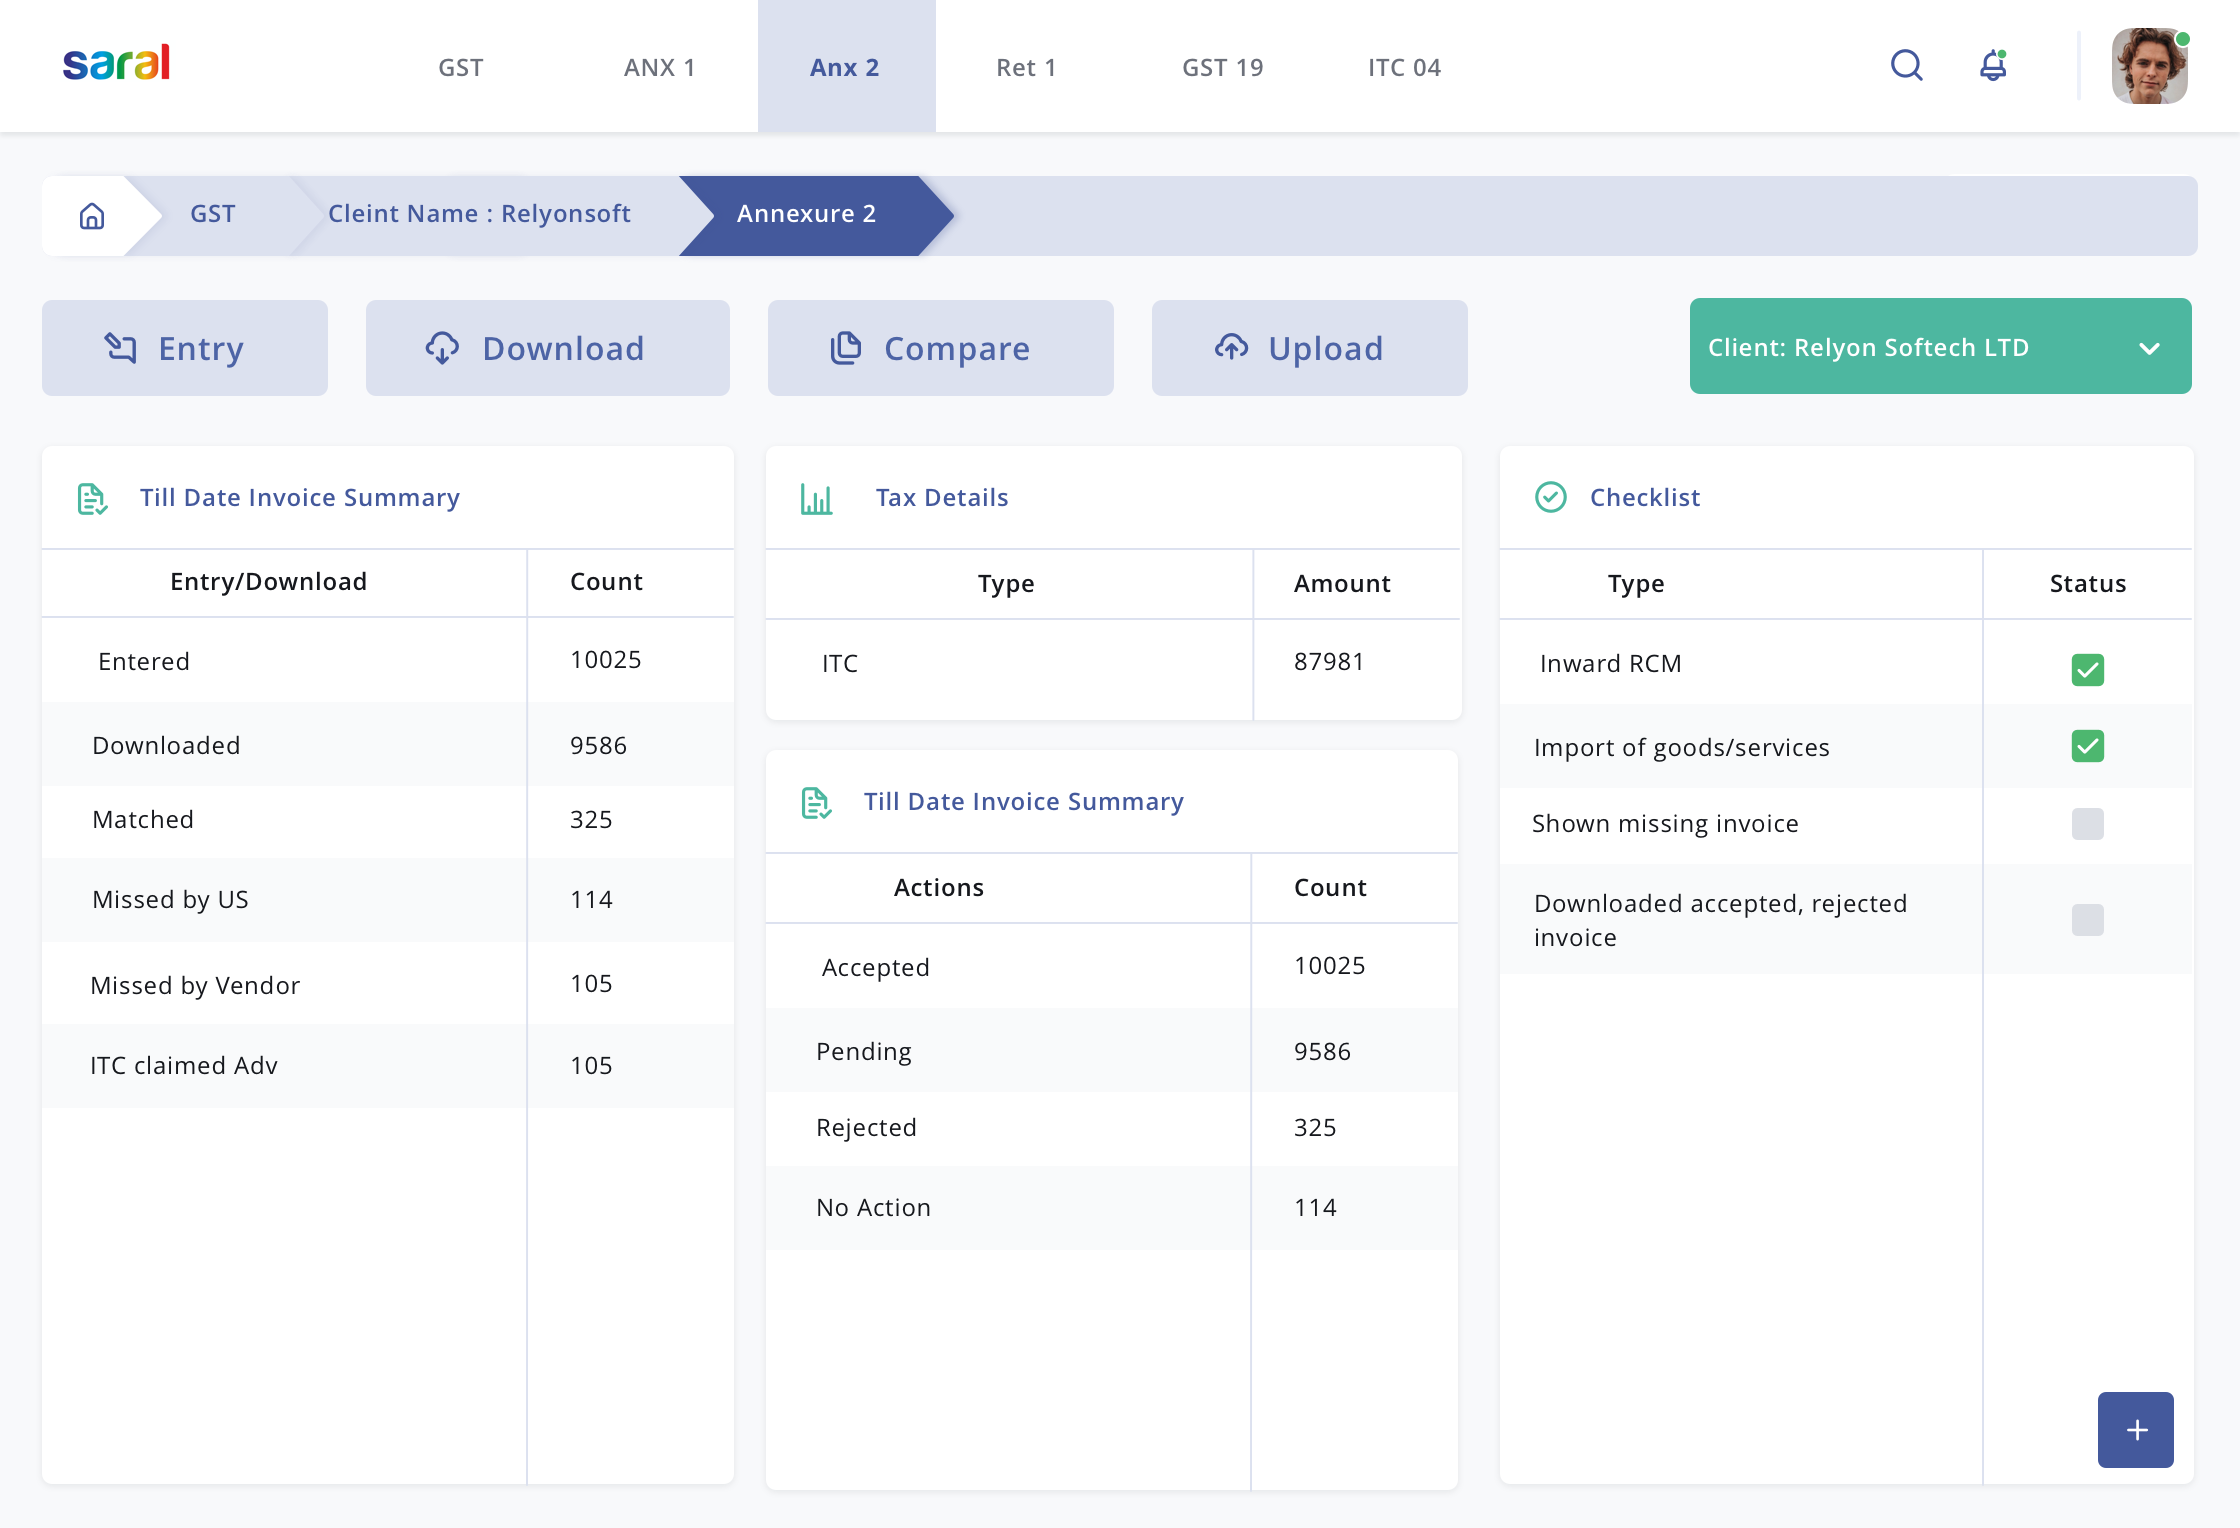 saral
GST
ANX 1
Anx 2
Ret 1
GST 19
ITC 04
GST
Cleint Name : Relyonsoft
Annexure 2
Entry
Download
Compare
Upload
Client: Relyon Softech LTD
Till Date Invoice Summary
Entry/Download Count
Entered 10025
Downloaded 9586
Matched 325
Missed by US 114
Missed by Vendor 105
ITC claimed Adv 105
Tax Details
Type Amount
ITC 87981
Till Date Invoice Summary
Actions Count
Accepted 10025
Pending 9586
Rejected 325
No Action 114
Checklist
Type Status
Inward RCM
Import of goods/services
Shown missing invoice
Downloaded accepted, rejected
invoice